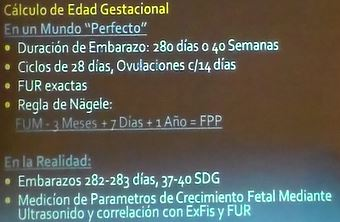 Cálculo de Edad Gestacional
En un Mundo "Perfecto"
• Duración de Embarazo: 280 días o 40 Semanas
• Ciclos de 28 días, Ovulaciones c/14 días
• FUR exactas
• Regla de Nägele:
FUM - 3 Meses + 7 Días + 1 Año = FPP
En la Realidad:
• Embarazos 282-283 días, 37-40 SDG
• Medición de Parametros de Crecimiento Fetal Mediante
Ultrasonido y correlación con ExFis y FUR